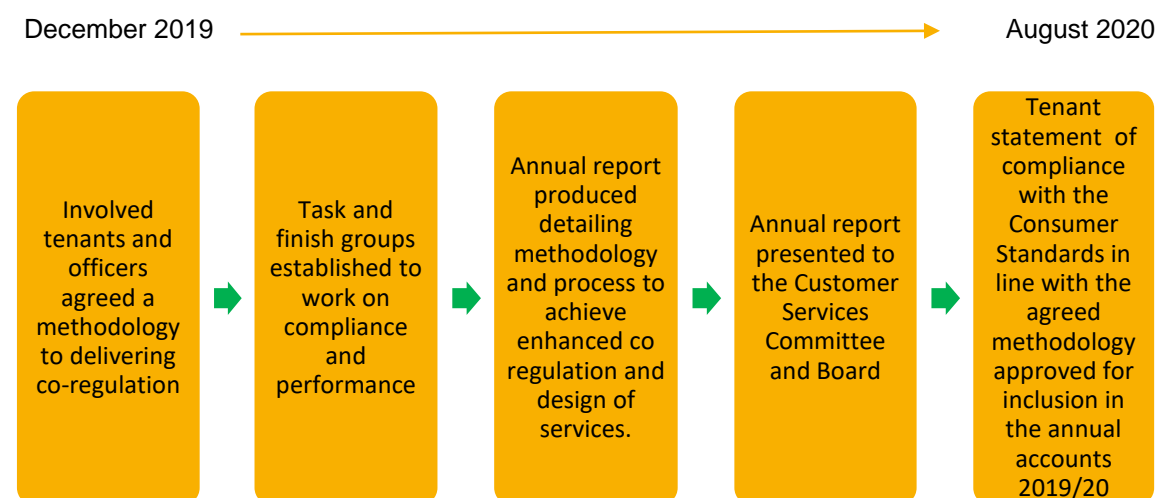 December 2019
August 2020
Involved
tenants and
officers
agreed a
methodology
to delivering
co-regulation
Task and
finish groups
established to
work on
compliance
and
performance
Annual report
produced
detailing
methodology
and process to
achieve
enhanced co
regulation and
design of
services.
Annual report
presented to
the Customer
Services
Committee
and Board
Tenant
statement of
compliance
with the
Consumer
Standards in
line with the
agreed
methodology
approved for
inclusion in
the annual
accounts
2019/20